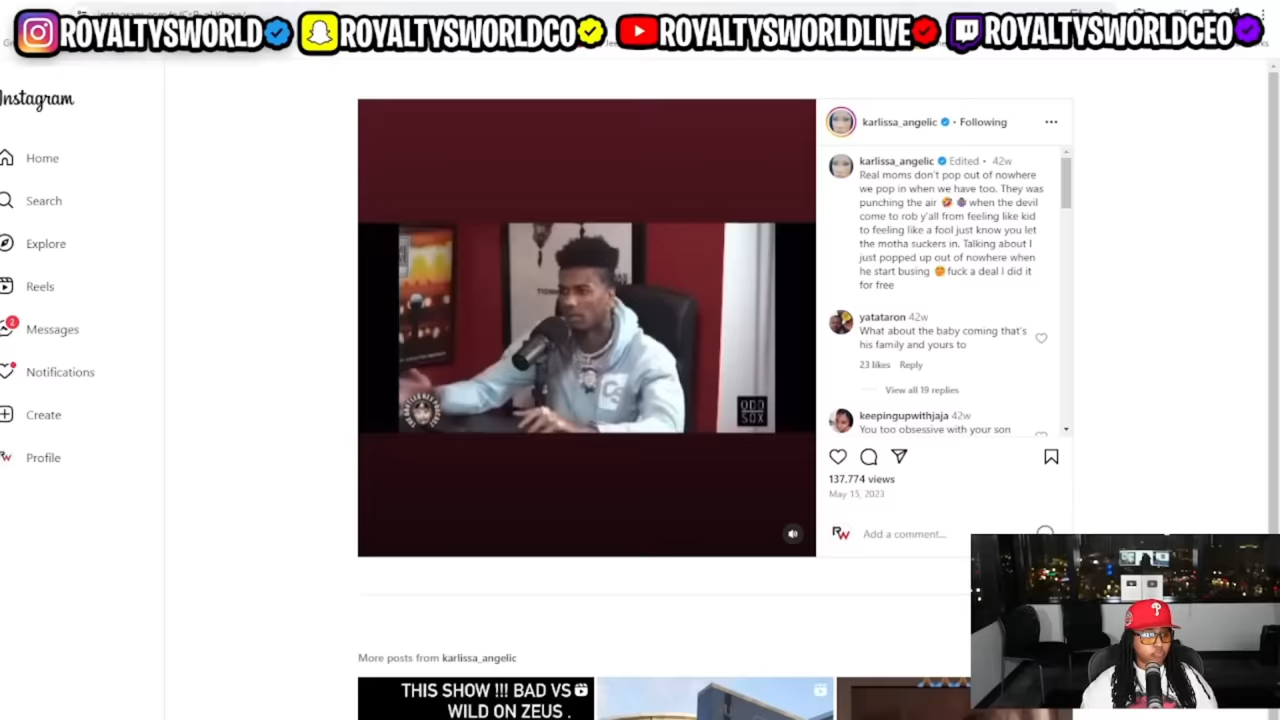 ROYALTYSWORLD ROYALTYSWORLDCO ROYALTYSWORLDLIVE ROYALTYSWORLDCEO
Instagram
Home
Search
Explore
Reels
2
Messages
Notifications
Create
Profile
ODD
SOX
karlissa_angelic • Following
karlissa_angelic Edited • 42w
Real moms don't pop out of nowhere
we pop in when we have too. They was
punching the air 🤣 when the devil
come to rob y'all from feeling like kid
to feeling like a fool just know you let
the motha suckers in. Talking about I
just popped up out of nowhere when
he start busing fuck a deal I did it
for free
yatataron 42w
What about the baby coming that's
his family and yours to
23 likes Reply
View all 19 replies
keepingupwithjaja 42w
You too obsessive with your son
137.774 views
May 15, 2023
RW Add a comment...
More posts from karlissa_angelic
THIS SHOW !!! BAD VS
WILD ON ZEUS .